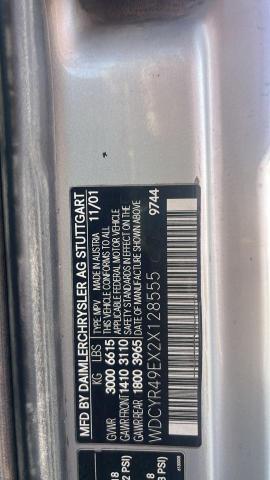 MFD BY DAIMLERCHRYSLER AG STUTTGART
KG LBS TYPE: MPV MADE IN AUSTRIA 11/01
GVWR 3000 6615 THIS VEHICLE CONFORMS TO ALL
APPLICABLE FEDERAL MOTOR VEHICLE
GAWR FRONT 1410 3110 SAFETY STANDARDS IN EFFECT ON THE
GAWR REAR 1800 3965 DATE OF MANUFACTURE SHOWN ABOVE
9744
WDCYR49EX2X128555